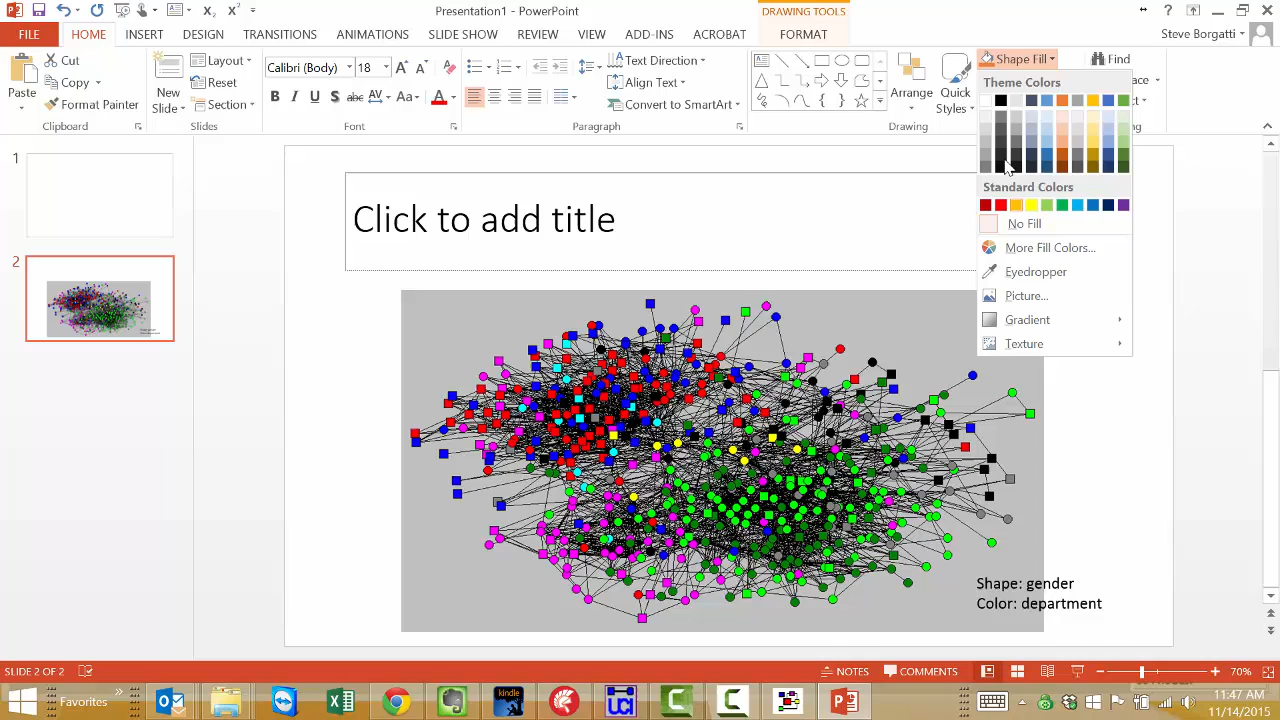 Presentation1 - PowerPoint
DRAWING TOOLS
FILE
HOME
INSERT
DESIGN
TRANSITIONS
ANIMATIONS
SLIDE SHOW
REVIEW
VIEW
ADD-INS
ACROBAT
FORMAT
Steve Borgatti
Paste
Cut
Copy
Format Painter
Clipboard
New
Slide
Layout
Reset
Section
Slides
Calibri (Body)
18
Font
Paragraph
Text Direction
Align Text
Convert to SmartArt
Arrange
Quick
Styles
Drawing
Shape Fill
Find
Theme Colors
Standard Colors
No Fill
More Fill Colors...
Eyedropper
Picture...
Gradient
Texture
1
2
Click to add title
Shape: gender
Color: department
SLIDE 2 OF 2
NOTES
COMMENTS
70%
Favorites
kindle
UCI
11:47 AM
11/14/2015